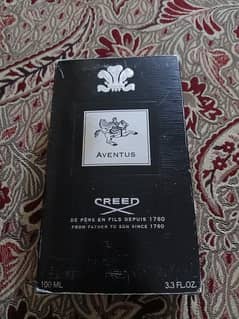 AVENTUS
CREED
DE PÈRE EN FILS DEPUIS 1760
FROM FATHER TO SON SINCE 1760
100 ML 3.3 FL.OZ.